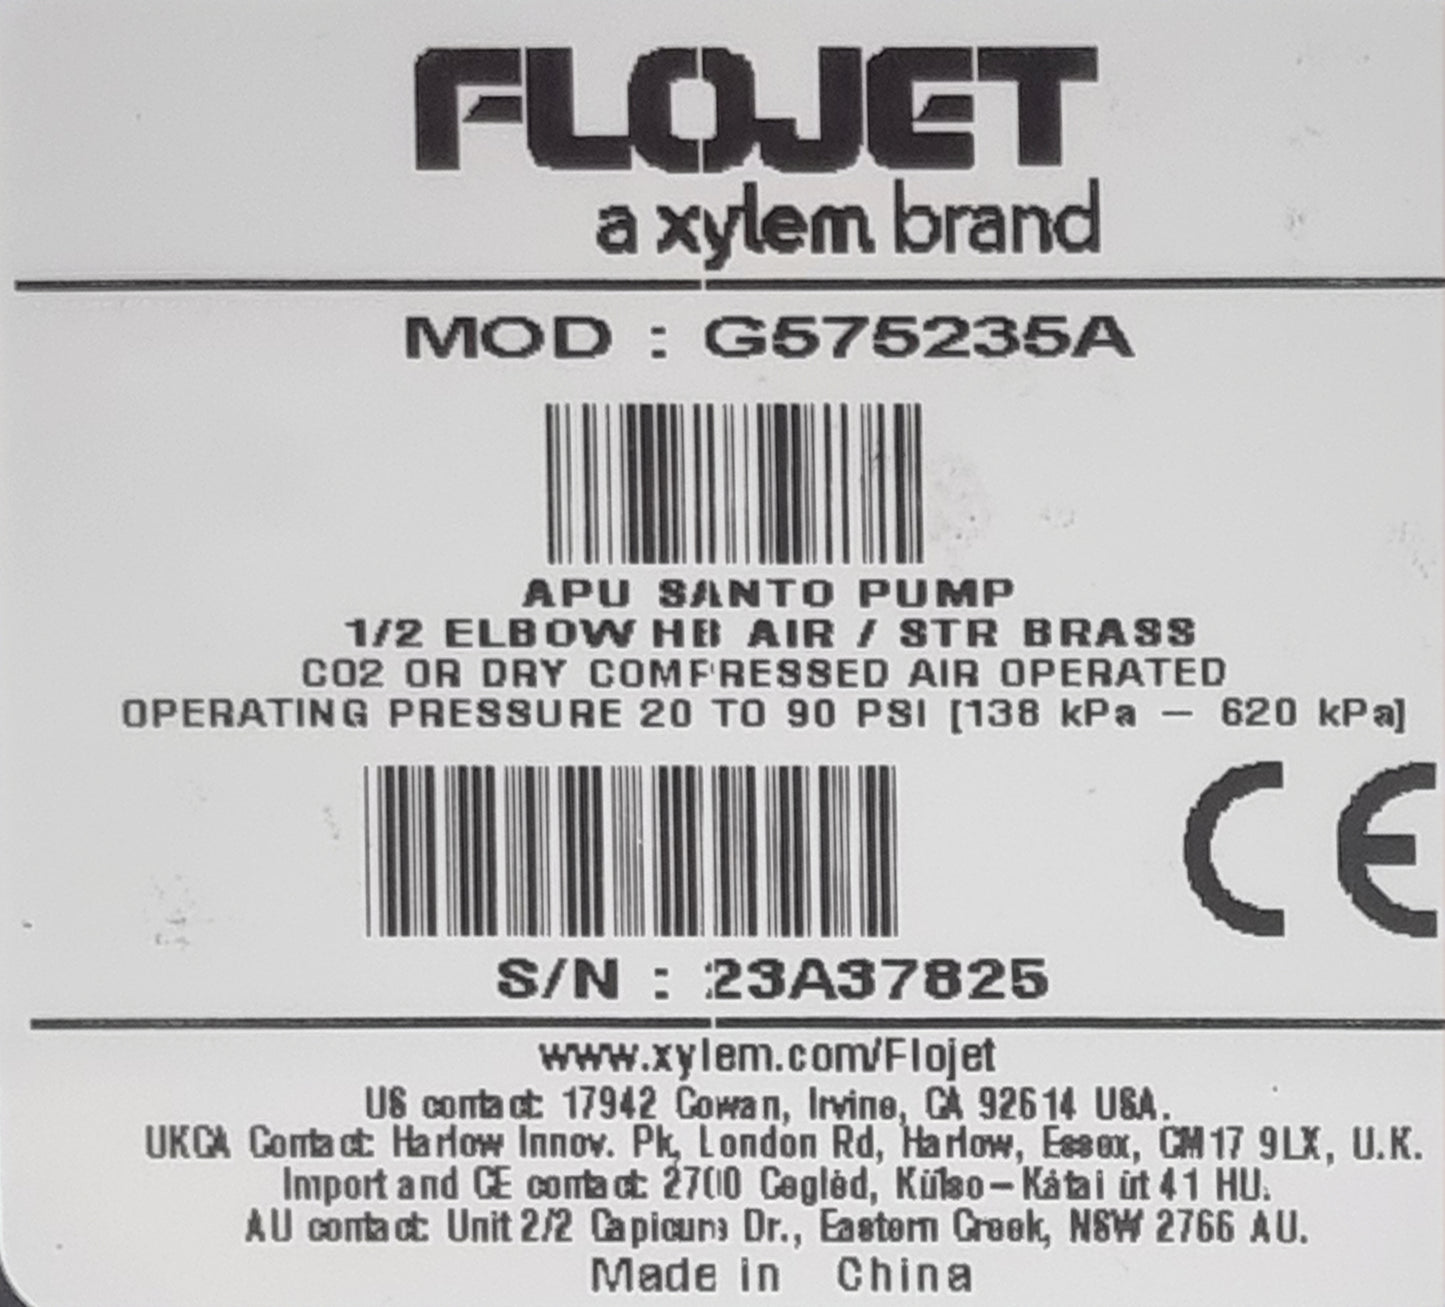 FLOJET
a xylem brand
MOD : G575235A
APU SANTO PUMP
1/2 ELBOW HB AIR / STR BRASS
CO2 OR DRY COMPRESSED AIR OPERATED
OPERATING PRESSURE 20 TO 90 PSI [138 kPa – 620 kPa]
CE
S/N : 23A37825
www.xylem.com/Flojet
US contact: 17942 Cowan, Irvine, CA 92614 USA.
UKCA Contact: Harlow Innov. Pk, London Rd, Harlow, Essex, CM17 9LX, U.K.
Import and CE contact: 2700 Cegléd, Külso–Kátai út 41 HU.
AU contact: Unit 2/2 Capicure Dr., Eastern Creek, NSW 2766 AU.
Made in China